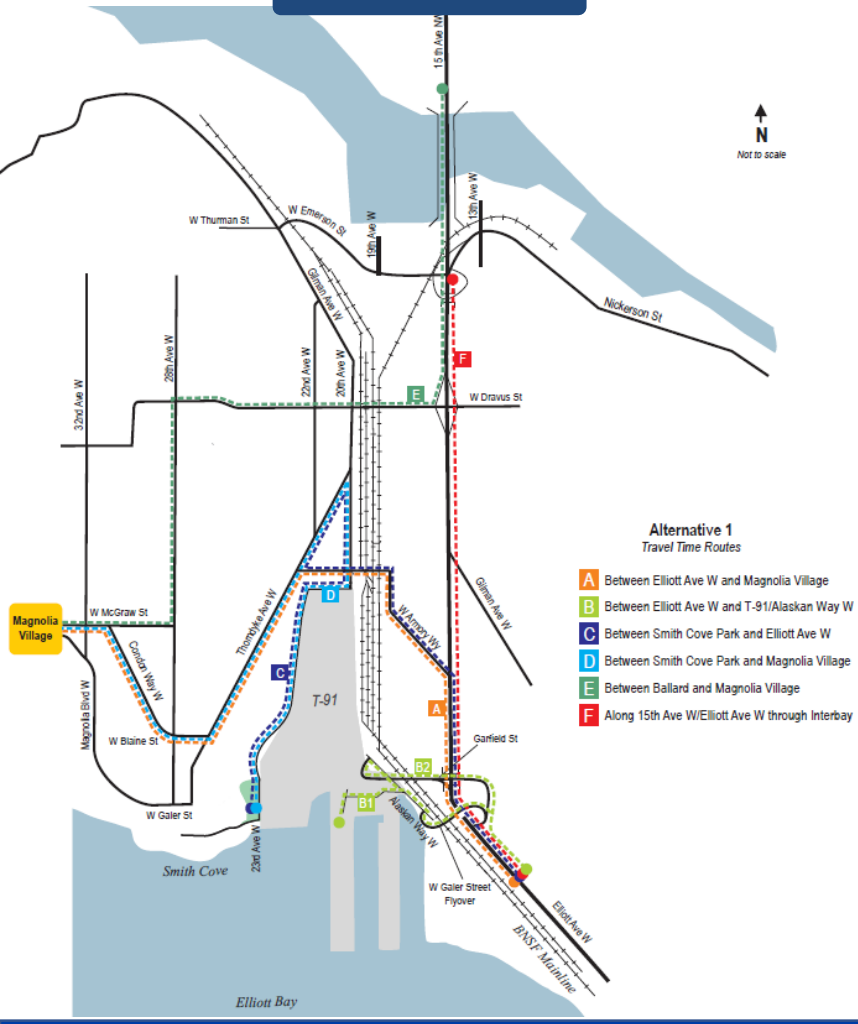 15 th Ave NW
N
Not to scale
13th Ave W
W Thurman St
W Emerson St
19th Ave W
Gilman Ave W
Nickerson St
28th Ave W
22nd Ave W
20th Ave W
F
32nd Ave W
E
W Dravus St
Alternative 1
Travel Time Routes
A Between Elliott Ave W and Magnolia Village
B Between Elliott Ave W and T-91/Alaskan Way W
C Between Smith Cove Park and Elliott Ave W
D Between Smith Cove Park and Magnolia Village
E Between Ballard and Magnolia Village
F Along 15th Ave W/Elliott Ave W through Interbay
Gilman Ave W
D
W McGraw St
Magnolia
Village
Thorndyke Ave W
W Armory Wy
Condon Way W
C
T-91
A
Magnolia Blvd W
W Blaine St
Garfield St
B2
B1
Alaskan Way W
W Galer St
23rd Ave W
Smith Cove
W Galer Street
Flyover
Elliott Ave W
BNSF Mainline
Elliott Bay